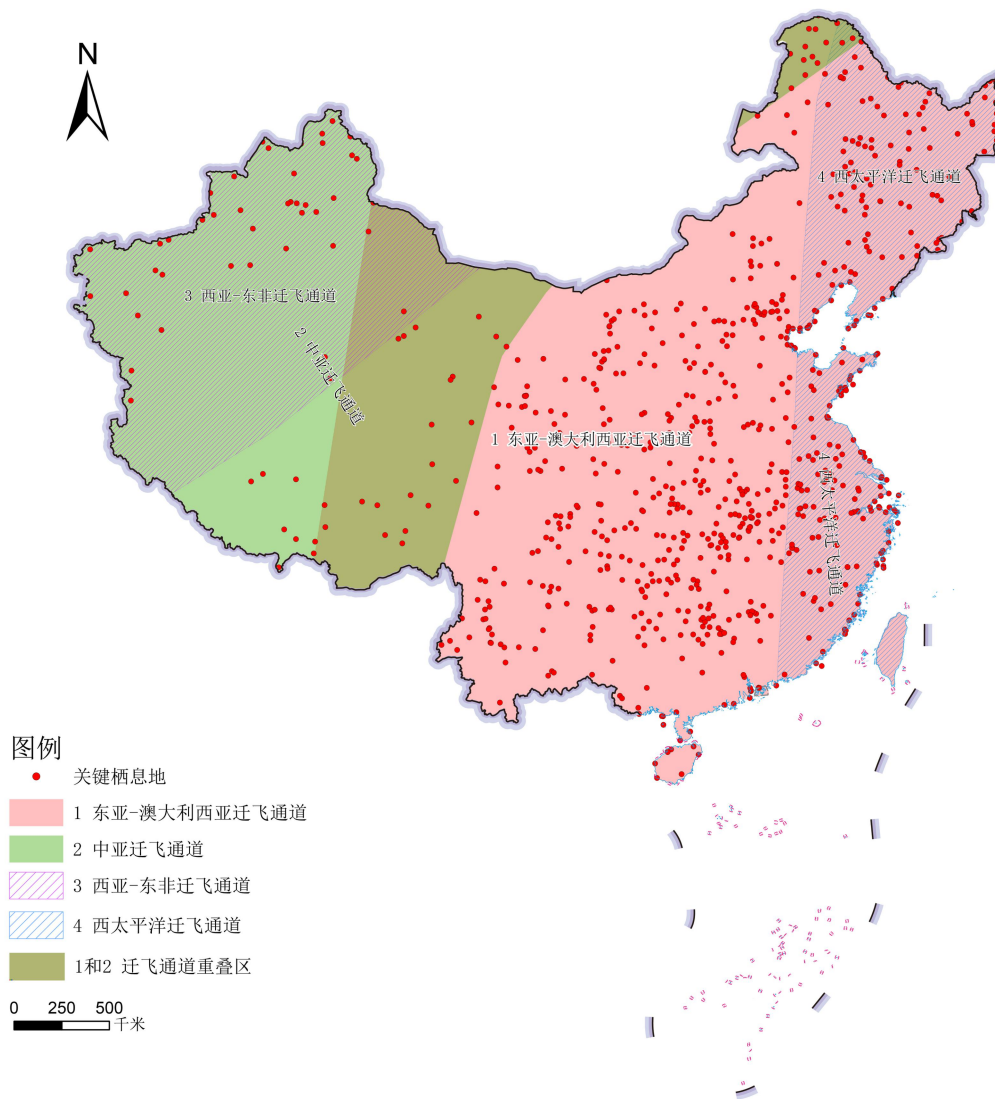 N
4 西太平洋迁飞通道
3 西亚-东非迁飞通道
2 中亚迁飞通道
1 东亚-澳大利西亚迁飞通道
4 西太平洋迁飞通道
图例
关键栖息地
1 东亚-澳大利西亚迁飞通道
2 中亚迁飞通道
3 西亚-东非迁飞通道
4 西太平洋迁飞通道
1和2 迁飞通道重叠区
0 250 500
千米